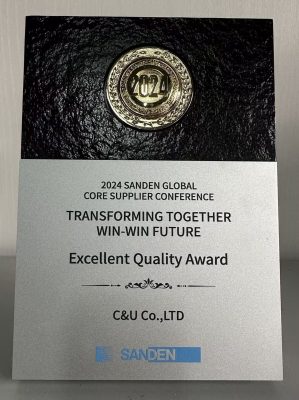 2024
2024 SANDEN GLOBAL
CORE SUPPLIER CONFERENCE
TRANSFORMING TOGETHER
WIN-WIN FUTURE
Excellent Quality Award
C&U Co.,LTD
SANDEN